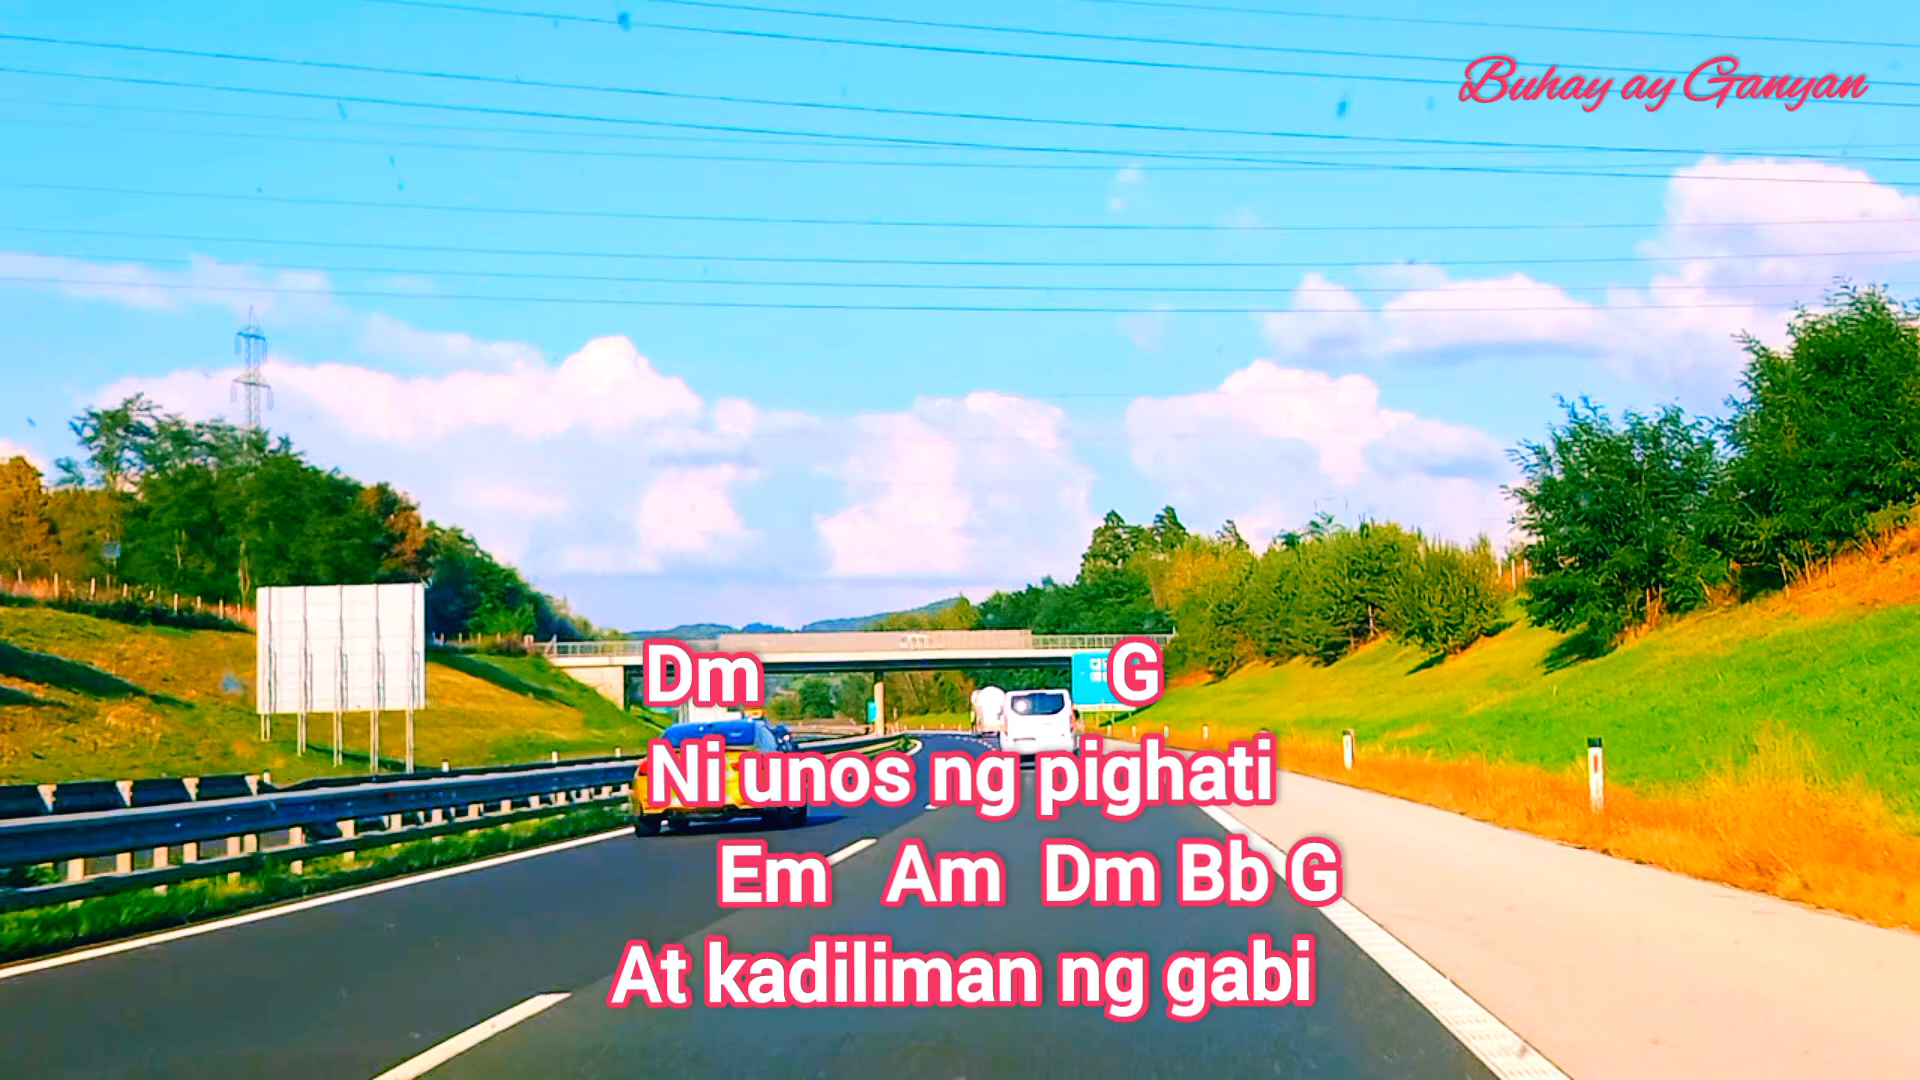 Buhay ay Ganyan
Dm G
Ni unos ng pighati
Em Am Dm Bb G
At kadiliman ng gabi